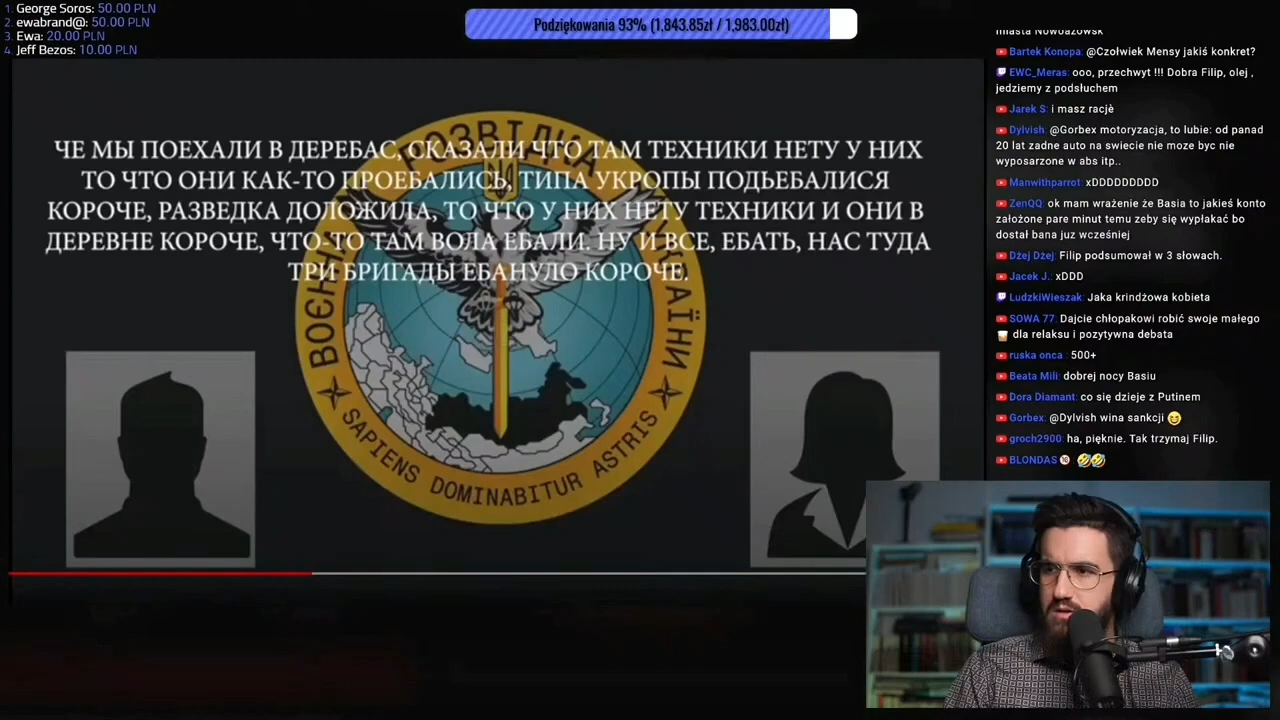 1. George Soros: 50.00 PLN
2. ewabrand@: 50.00 PLN
3. Ewa: 20.00 PLN
4. Jeff Bezos: 10.00 PLN
Podziękowania 93% (1,843.85zł / 1,983.00zł)
ЧЕ МЫ ПОЕХАЛИ В ДЕРЕБАС, СКАЗАЛИ ЧТО ТАМ ТЕХНИКИ НЕТУ У НИХ
ТО ЧТО ОНИ КАК-ТО ПРОЕБАЛИСЬ, ТИПА УКРОПЫ ПОДЬЕБАЛИСЯ
КОРОЧЕ, РАЗВЕДКА ДОЛОЖИЛА, ТО ЧТО У НИХ НЕТУ ТЕХНИКИ И ОНИ В
ДЕРЕВНЕ КОРОЧЕ, ЧТО-ТО ТАМ ВОЛА ЕБАЛИ. НУ И ВСЕ, ЕБАТЬ, НАС ТУДА
ТРИ БРИГАДЫ ЕБАНУЛО КОРОЧЕ.
ВОЄННА РОЗВІДКА УКРАЇНИ
SAPIENS DOMINABITUR ASTRIS
miasta Nowoazowsk
Bartek Konopa: @Człowiek Mensy jakiś konkret?
EWC_Meras: ooo, przechwyt !!! Dobra Filip, olej ,
jedziemy z podsłuchem
Jarek S: i masz racjè
Dylvish: @Gorbex motoryzacja, to lubie: od panad
20 lat zadne auto na swiecie nie moze byc nie
wyposarzone w abs itp..
Manwithparrot: xDDDDDDDDD
ZenQQ: ok mam wrażenie że Basia to jakieś konto
założone pare minut temu zeby się wypłakać bo
dostał bana juz wcześniej
Dżej Dżej: Filip podsumował w 3 słowach.
Jacek J.: xDDD
LudzkiWieszak: Jaka krindżowa kobieta
SOWA 77: Dajcie chłopakowi robić swoje małego
🥃 dla relaksu i pozytywna debata
ruska onca : 500+
Beata Mili: dobrej nocy Basiu
Dora Diamant: co się dzieje z Putinem
Gorbex: @Dylvish wina sankcji 😆
groch2900: ha, pięknie. Tak trzymaj Filip.
BLONDAS🔞: 🤣🤣